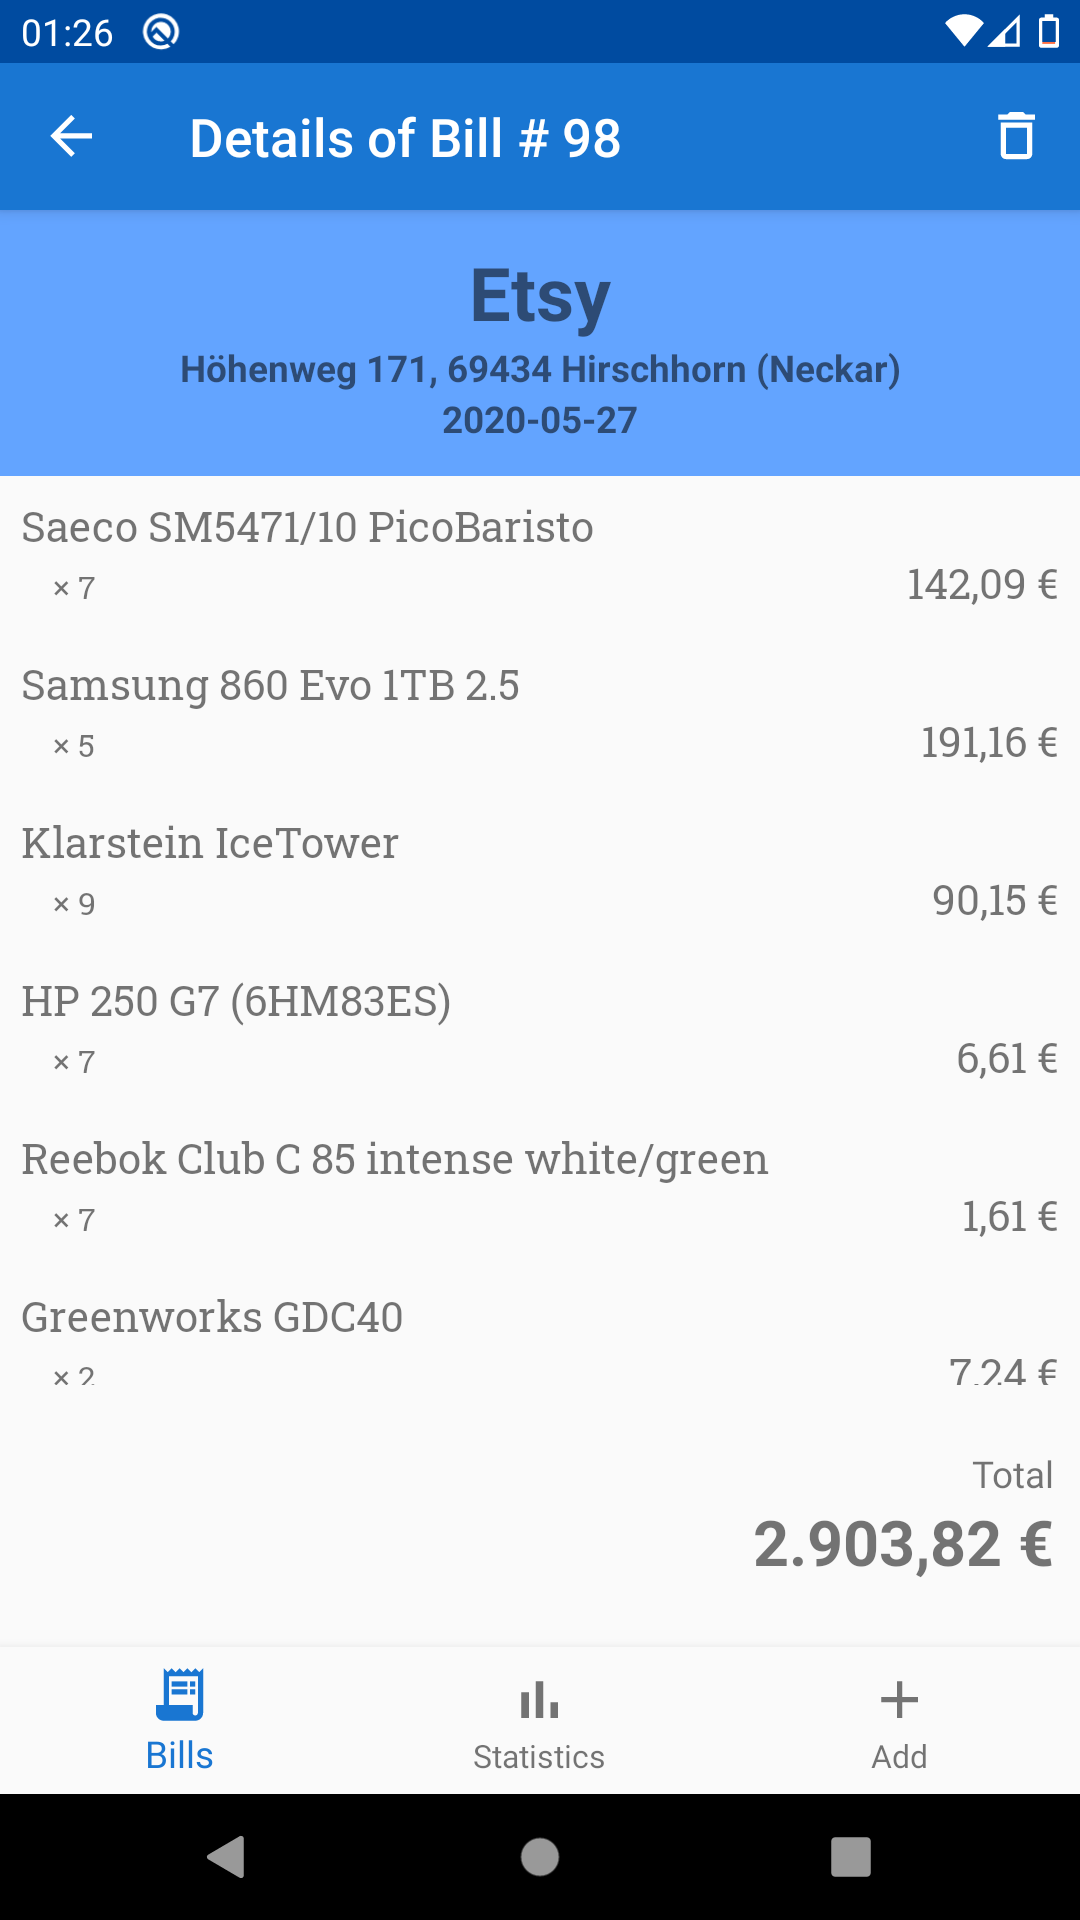 01:26
Details of Bill # 98
Etsy
Höhenweg 171, 69434 Hirschhorn (Neckar)
2020-05-27
Saeco SM5471/10 PicoBaristo
× 7 142,09 €
Samsung 860 Evo 1TB 2.5
× 5 191,16 €
Klarstein IceTower
× 9 90,15 €
HP 250 G7 (6HM83ES)
× 7 6,61 €
Reebok Club C 85 intense white/green
× 7 1,61 €
Greenworks GDC40
× 2 7,24 €
Total
2.903,82 €
Bills Statistics Add